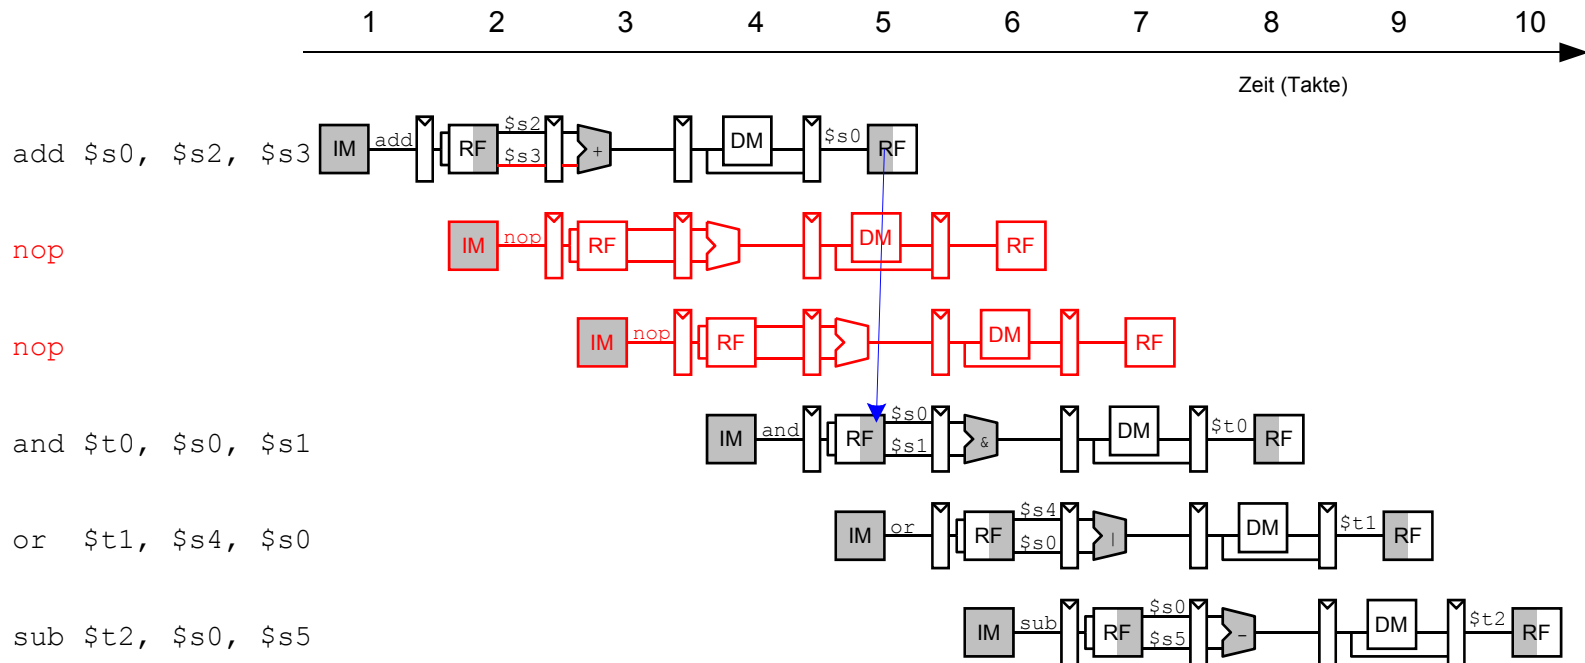 1 2 3 4 5 6 7 8 9 10
Zeit (Takte)
add $s0, $s2, $s3 IM add RF $s2 $s3 + DM $s0 RF
nop IM nop RF DM RF
nop IM nop RF DM RF
and $t0, $s0, $s1 IM and RF $s0 $s1 & DM $t0 RF
or $t1, $s4, $s0 IM or RF $s4 $s0 | DM $t1 RF
sub $t2, $s0, $s5 IM sub RF $s0 $s5 - DM $t2 RF